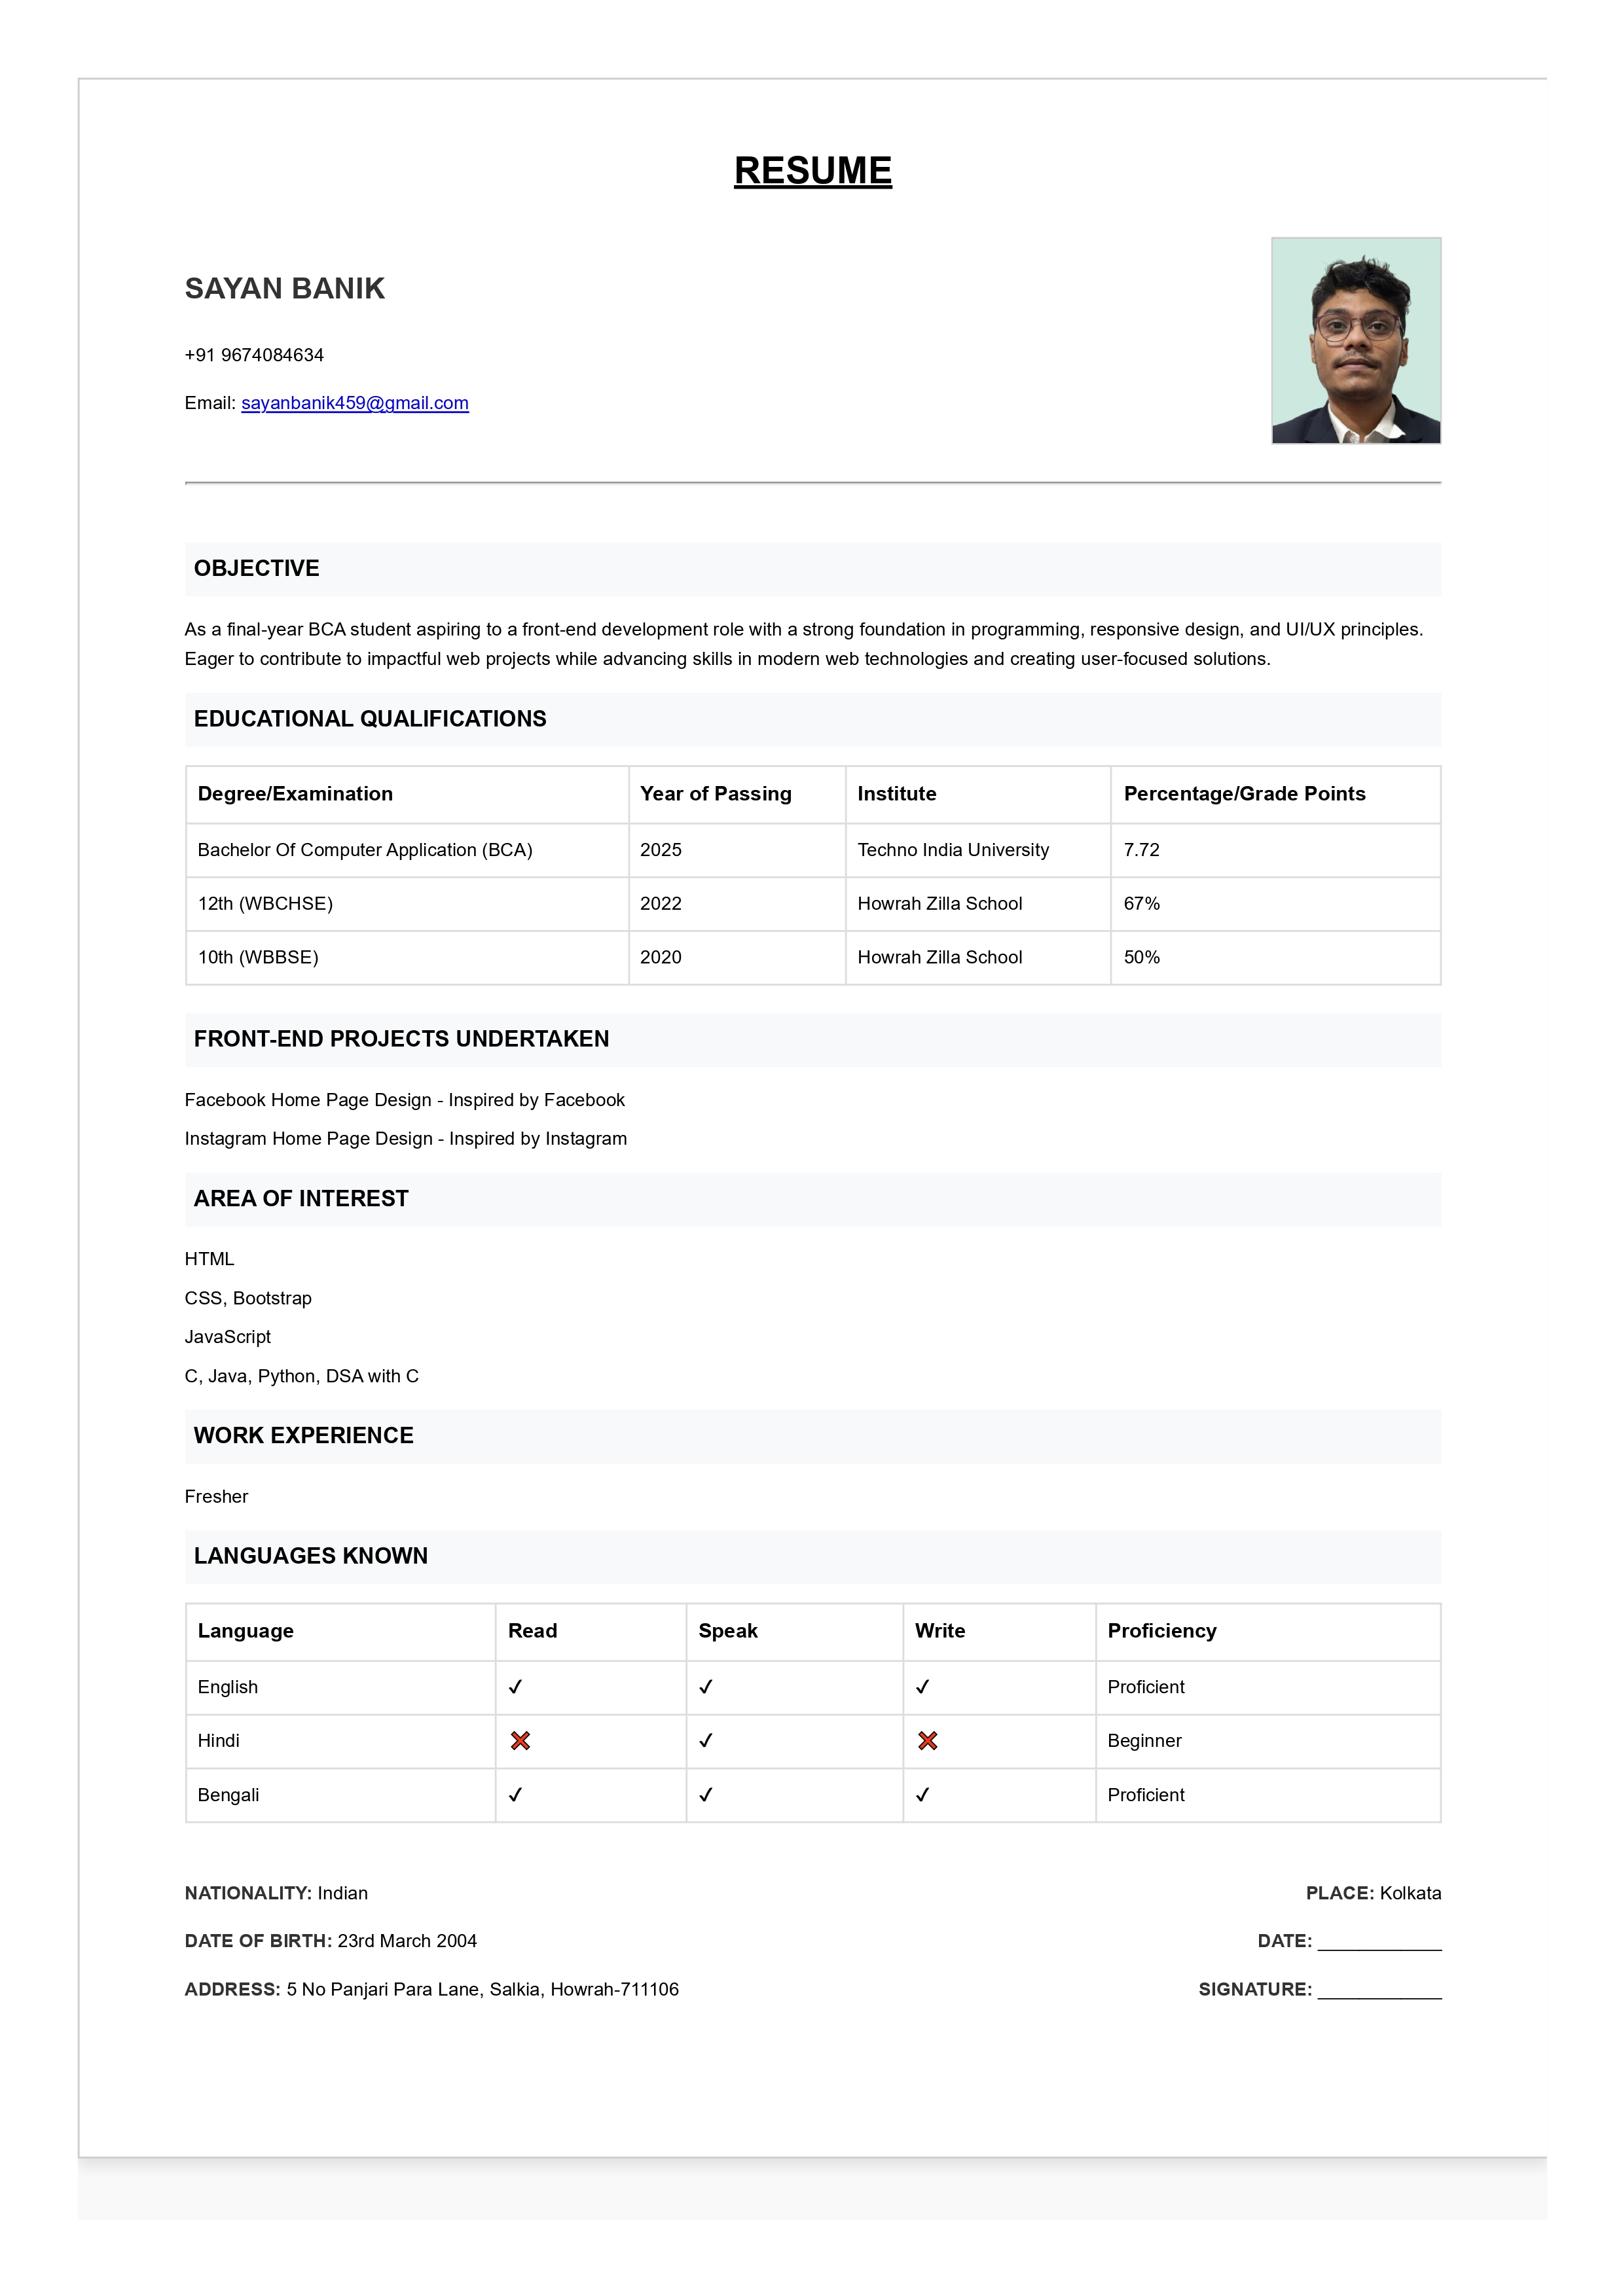 RESUME
SAYAN BANIK
+91 9674084634
Email: sayanbanik459@gmail.com
OBJECTIVE
As a final-year BCA student aspiring to a front-end development role with a strong foundation in programming, responsive design, and UI/UX principles.
Eager to contribute to impactful web projects while advancing skills in modern web technologies and creating user-focused solutions.
EDUCATIONAL QUALIFICATIONS
Degree/Examination Year of Passing Institute Percentage/Grade Points
Bachelor Of Computer Application (BCA) 2025 Techno India University 7.72
12th (WBCHSE) 2022 Howrah Zilla School 67%
10th (WBBSE) 2020 Howrah Zilla School 50%
FRONT-END PROJECTS UNDERTAKEN
Facebook Home Page Design - Inspired by Facebook
Instagram Home Page Design - Inspired by Instagram
AREA OF INTEREST
HTML
CSS, Bootstrap
JavaScript
C, Java, Python, DSA with C
WORK EXPERIENCE
Fresher
LANGUAGES KNOWN
Language Read Speak Write Proficiency
English ✓ ✓ ✓ Proficient
Hindi ❌ ✓ ❌ Beginner
Bengali ✓ ✓ ✓ Proficient
NATIONALITY: Indian PLACE: Kolkata
DATE OF BIRTH: 23rd March 2004 DATE: ____________
ADDRESS: 5 No Panjari Para Lane, Salkia, Howrah-711106 SIGNATURE: ____________